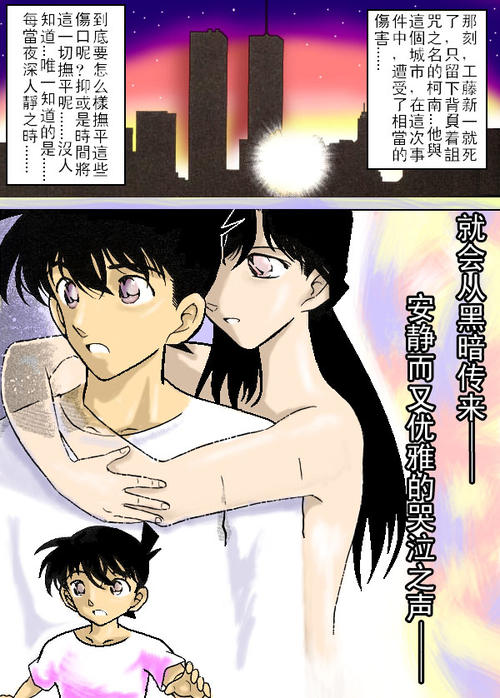 那刻，工藤新一就死
了，只留下背負着詛
咒之名的柯南…他與
這個城市，在這次事
件中，遭受了相當的
傷害……
到底要怎么樣撫平這些
傷口呢？抑或是時間將
這一切撫平呢……沒人
知道…唯一知道的是……
每當夜深人靜之時……
就会从黑暗传来——
安静而又优雅的哭泣之声——